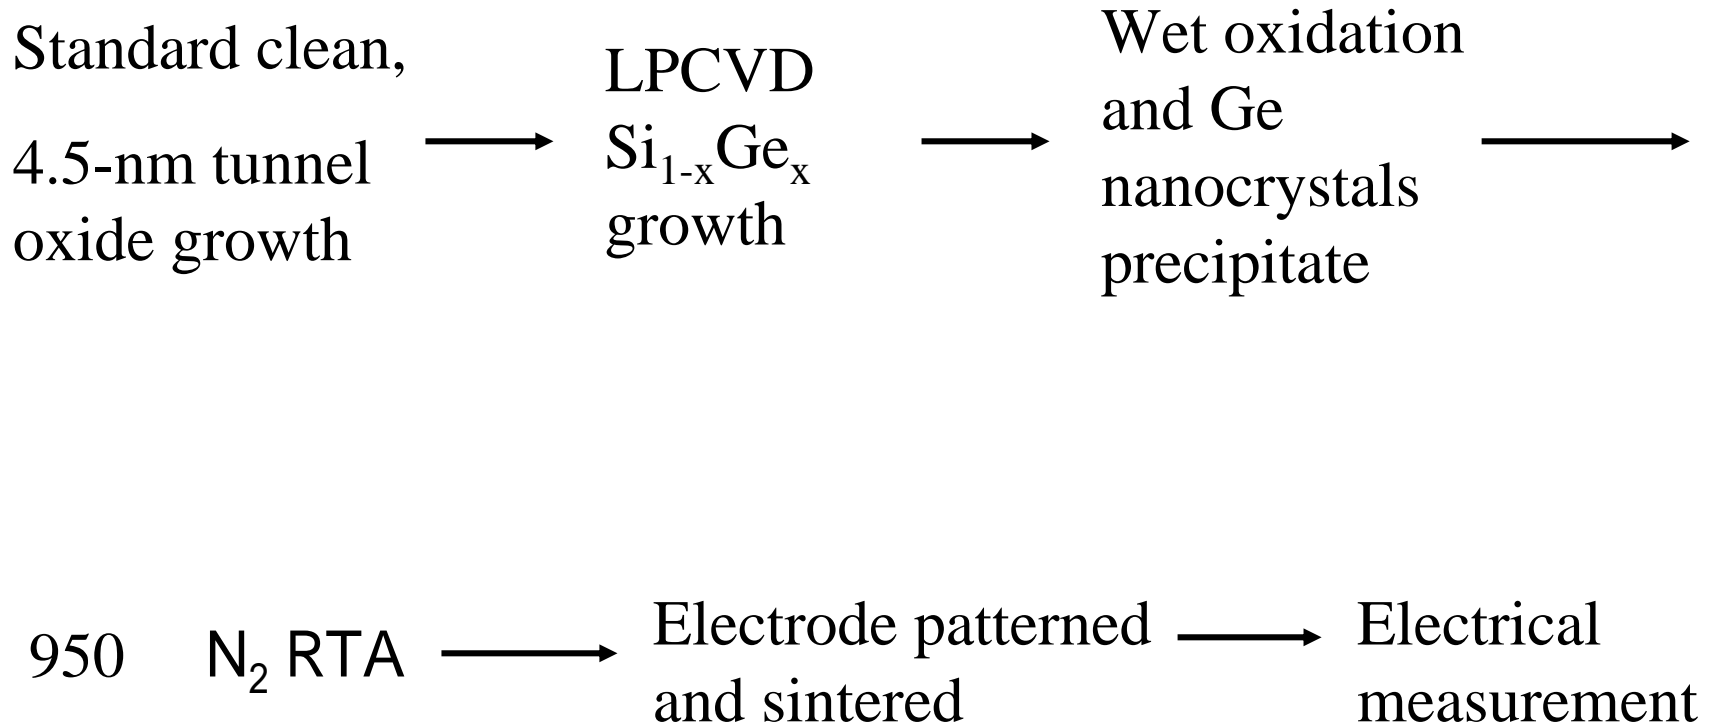 Standard clean,
4.5-nm tunnel
oxide growth
LPCVD
Si1-xGex
growth
Wet oxidation
and Ge
nanocrystals
precipitate
950 N2 RTA
Electrode patterned
and sintered
Electrical
measurement